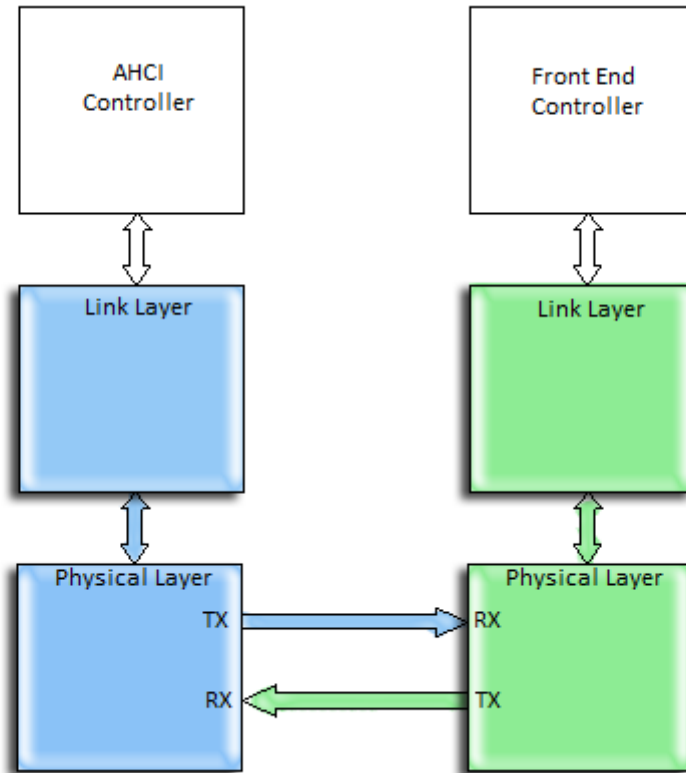 AHCI
Controller
Front End
Controller
Link Layer
Link Layer
Physical Layer
Physical Layer
TX
RX
RX
TX